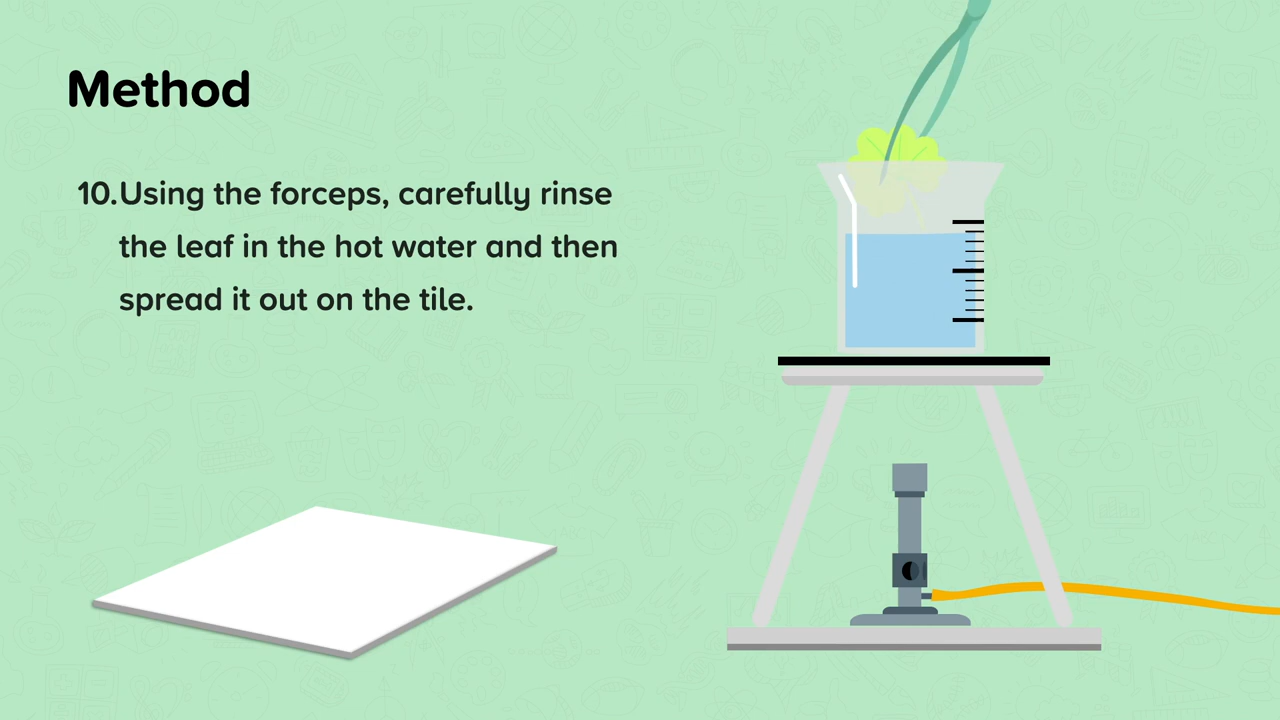 Method
10.Using the forceps, carefully rinse
the leaf in the hot water and then
spread it out on the tile.